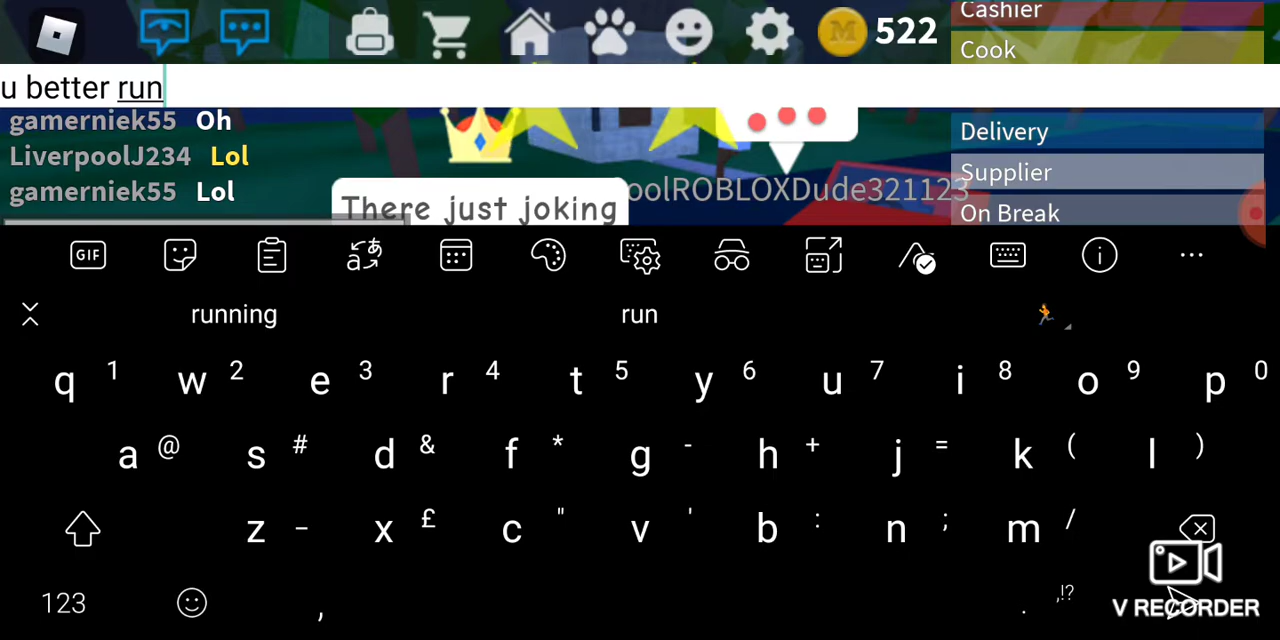 522
Cashier
Cook
u better run
gamerniek55 Oh
LiverpoolJ234 Lol
gamerniek55 Lol
There just joking
oolROBLOXDude321123
Delivery
Supplier
On Break
GIF
running run
q 1 w 2 e 3 r 4 t 5 y 6 u 7 i 8 o 9 p 0
a @ s # d & f * g - h + j = k ( l )
z _ x £ c " v ' b : n ; m /
123 , . ,!?
V RECORDER